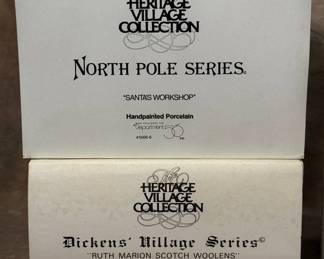 HERITAGE
VILLAGE
COLLECTION
NORTH POLE SERIES®
"SANTA'S WORKSHOP"
Handpainted Porcelain
Department 56
The
HERITAGE
VILLAGE
COLLECTION
Dickens' Village Series©
"RUTH MARION SCOTCH WOOLENS"